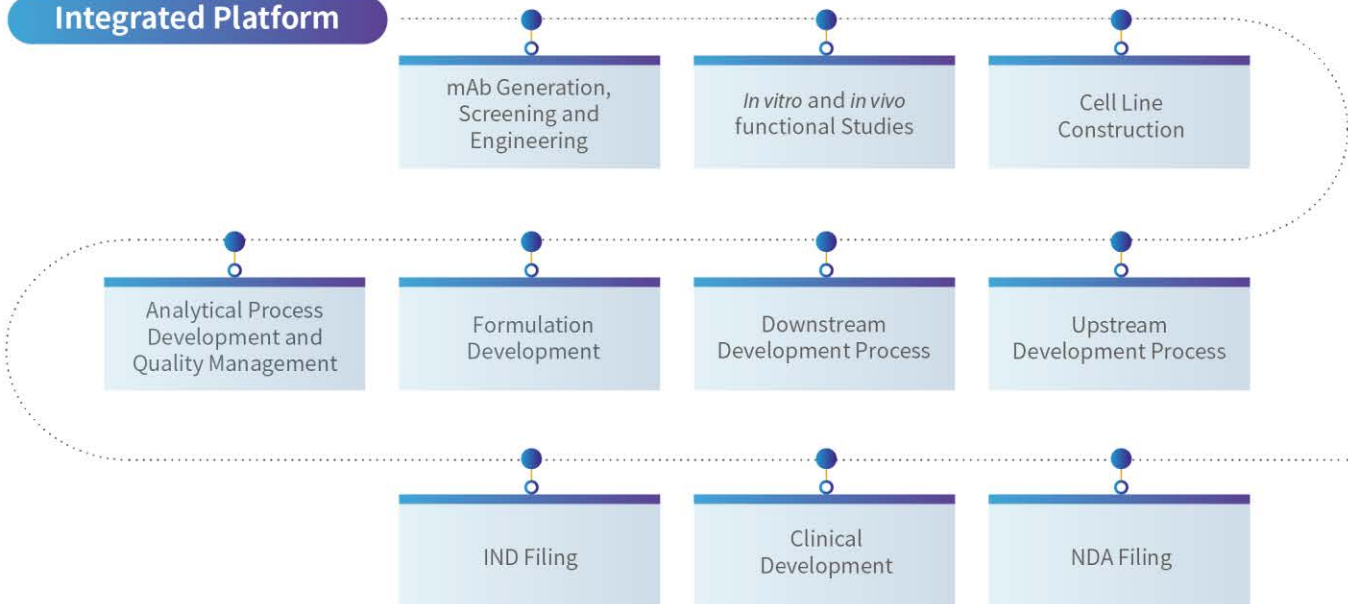 Integrated Platform
mAb Generation,
Screening and
Engineering
In vitro and in vivo
functional Studies
Cell Line
Construction
Analytical Process
Development and
Quality Management
Formulation
Development
Downstream
Development Process
Upstream
Development Process
IND Filing
Clinical
Development
NDA Filing